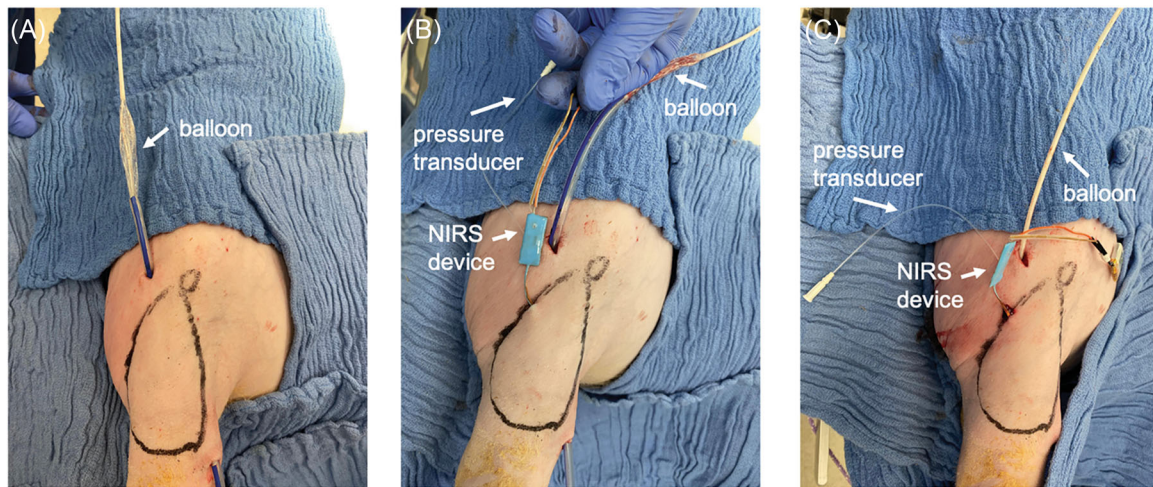 (A)
balloon
(B)
balloon
pressure
transducer
NIRS
device
(C)
pressure
transducer
balloon
NIRS
device